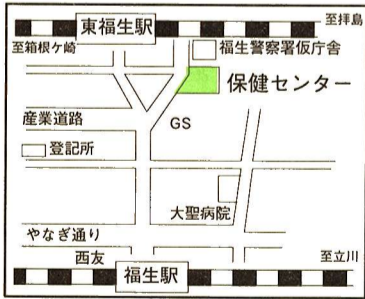 東福生駅
至拝島
至箱根ケ崎
福生警察署仮庁舎
保健センター
産業道路
GS
登記所
大聖病院
やなぎ通り
西友
至立川
福生駅